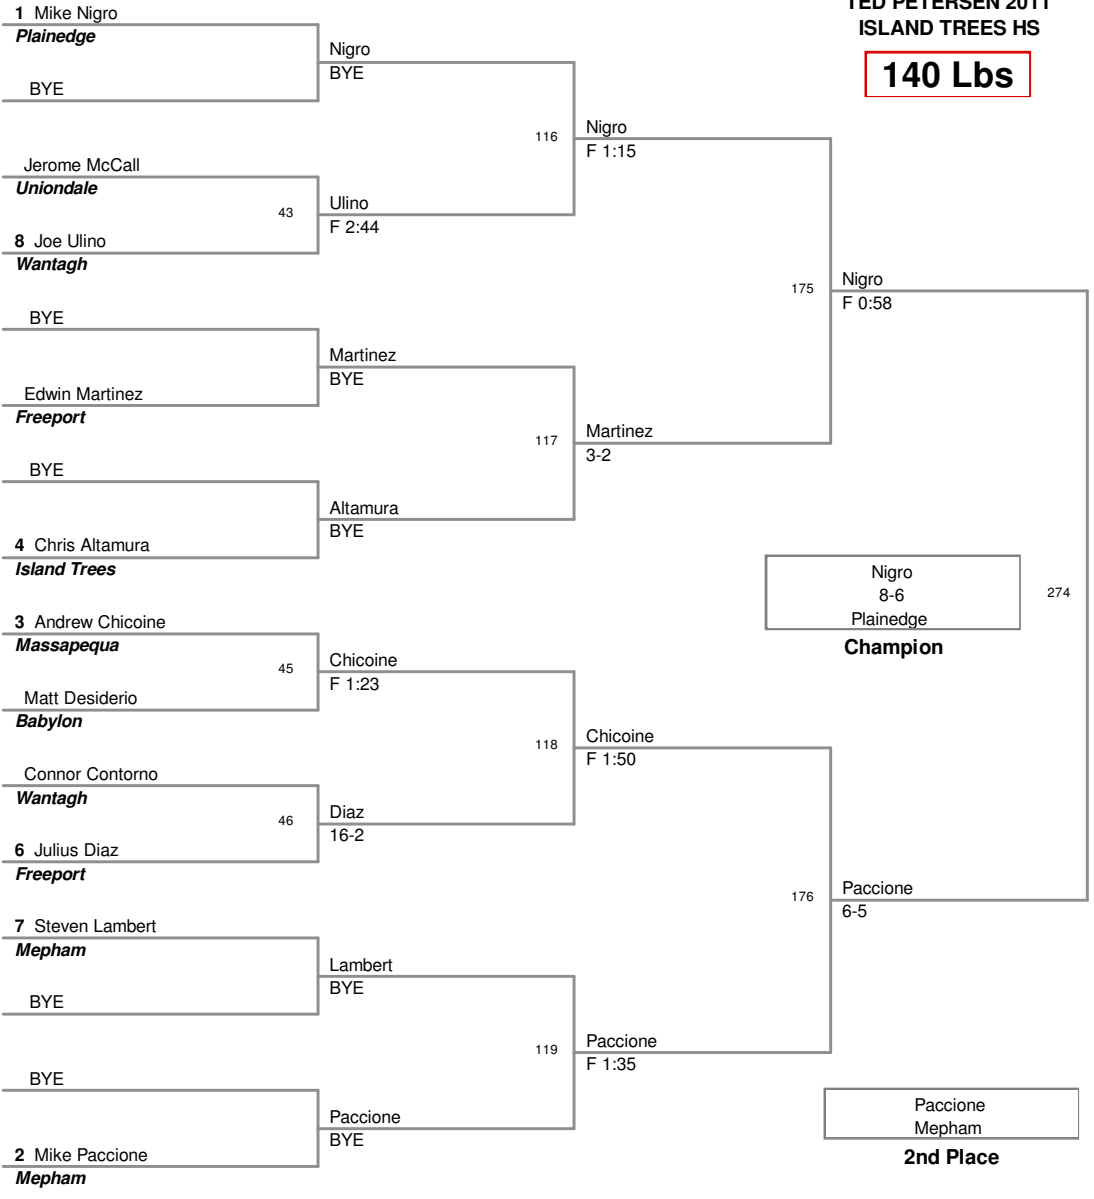 TED PETERSEN 2011
ISLAND TREES HS
140 Lbs
1 Mike Nigro
Plainedge
BYE
Jerome McCall
Uniondale
43
8 Joe Ulino
Wantagh
BYE
Edwin Martinez
Freeport
BYE
4 Chris Altamura
Island Trees
3 Andrew Chicoine
Massapequa
45
Matt Desiderio
Babylon
Connor Contorno
Wantagh
46
6 Julius Diaz
Freeport
7 Steven Lambert
Mepham
BYE
BYE
2 Mike Paccione
Mepham
Nigro
BYE
116
Ulino
F 2:44
Martinez
BYE
117
Altamura
BYE
Chicoine
F 1:23
118
Diaz
16-2
Lambert
BYE
119
Paccione
BYE
Nigro
F 1:15
175
Martinez
3-2
Chicoine
F 1:50
176
Paccione
F 1:35
Nigro
F 0:58
274
Paccione
6-5
Nigro
8-6
Plainedge
Champion
Paccione
Mepham
2nd Place